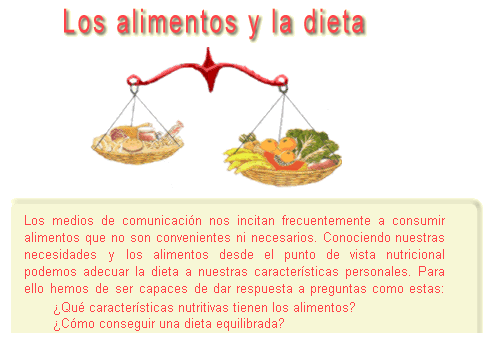 Los alimentos y la dieta
Los medios de comunicación nos incitan frecuentemente a consumir
alimentos que no son convenientes ni necesarios. Conociendo nuestras
necesidades y los alimentos desde el punto de vista nutricional
podemos adecuar la dieta a nuestras características personales. Para
ello hemos de ser capaces de dar respuesta a preguntas como estas:
¿Qué características nutritivas tienen los alimentos?
¿Cómo conseguir una dieta equilibrada?